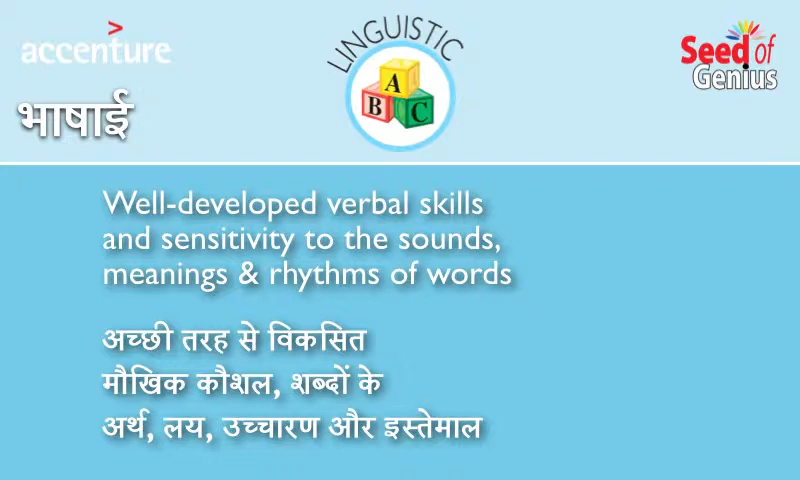 accenture
LINGUISTIC
A
B C
Seed of
Genius
भाषाई
Well-developed verbal skills
and sensitivity to the sounds,
meanings & rhythms of words
अच्छी तरह से विकसित
मौखिक कौशल, शब्दों के
अर्थ, लय, उच्चारण और इस्तेमाल